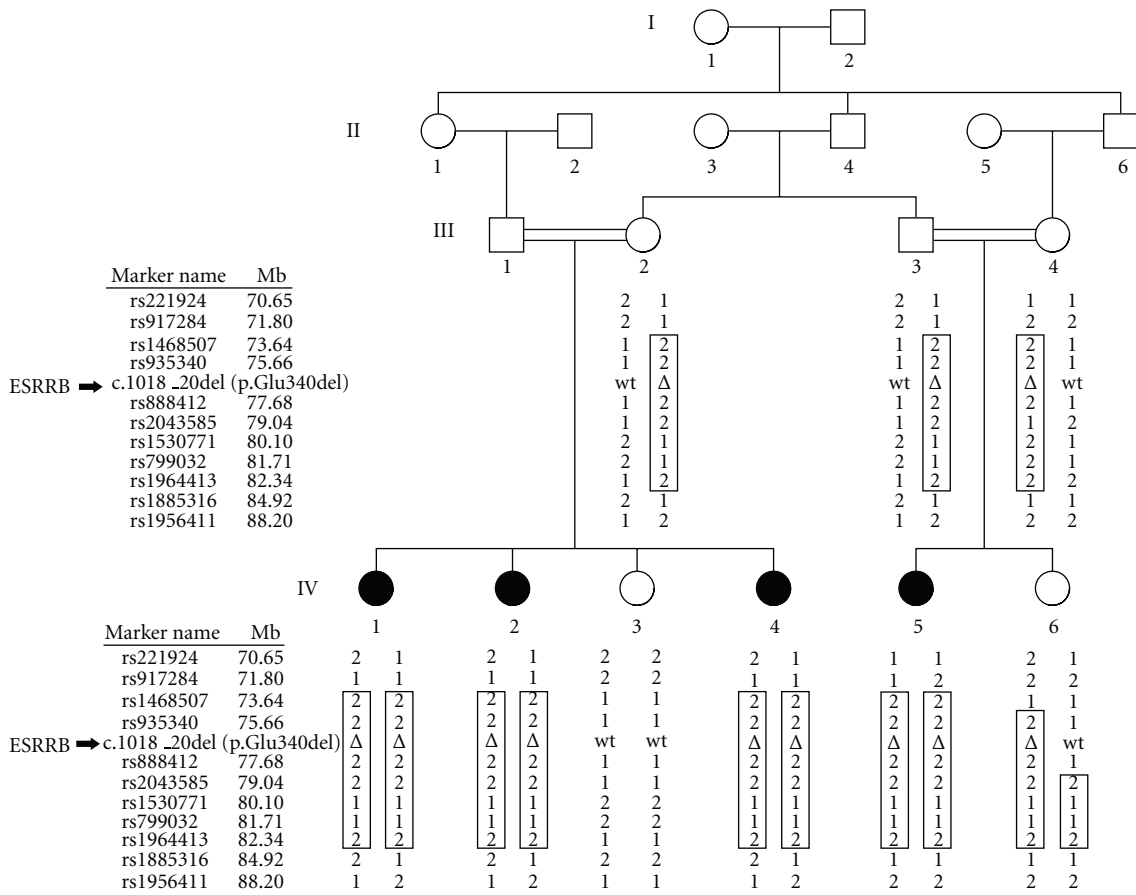 I
1 2
II
1 2 3 4 5 6
III
1 2 3 4
Marker name Mb
rs221924 70.65 2 1 2 1 1 1
rs917284 71.80 2 1 2 1 2 2
rs1468507 73.64 1 2 1 2 2 1
rs935340 75.66 1 2 1 2 2 1
ESRRB c.1018_20del (p.Glu340del) wt Δ wt Δ Δ wt
rs888412 77.68 1 2 1 2 2 1
rs2043585 79.04 1 2 1 2 1 2
rs1530771 80.10 2 1 2 1 2 1
rs799032 81.71 2 1 2 1 2 1
rs1964413 82.34 1 2 1 2 2 2
rs1885316 84.92 2 1 2 1 1 1
rs1956411 88.20 1 2 1 2 2 2
IV
1 2 3 4 5 6
Marker name Mb
rs221924 70.65 2 1 2 1 2 2 2 1 1 1 2 1
rs917284 71.80 1 1 1 1 2 2 1 1 1 2 2 2
rs1468507 73.64 2 2 2 2 1 1 2 2 2 2 1 1
rs935340 75.66 2 2 2 2 1 1 2 2 2 2 2 1
ESRRB c.1018_20del (p.Glu340del) Δ Δ Δ Δ wt wt Δ Δ Δ Δ Δ wt
rs888412 77.68 2 2 2 2 1 1 2 2 2 2 2 1
rs2043585 79.04 2 2 2 2 1 1 2 2 2 2 2 2
rs1530771 80.10 1 1 1 1 2 2 1 1 1 1 1 1
rs799032 81.71 1 1 1 1 2 2 1 1 1 1 1 1
rs1964413 82.34 2 2 2 2 1 1 2 2 2 2 2 2
rs1885316 84.92 2 1 2 1 2 2 2 1 1 1 1 1
rs1956411 88.20 1 2 1 2 1 1 1 2 2 2 2 2